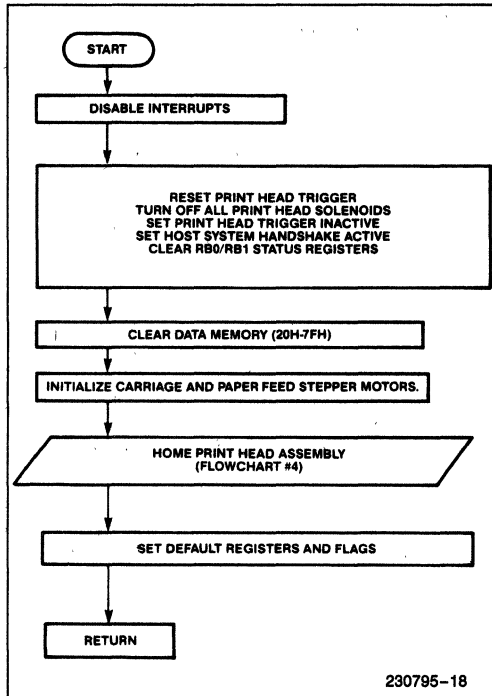 START
DISABLE INTERRUPTS
RESET PRINT HEAD TRIGGER
TURN OFF ALL PRINT HEAD SOLENOIDS
SET PRINT HEAD TRIGGER INACTIVE
SET HOST SYSTEM HANDSHAKE ACTIVE
CLEAR RB0/RB1 STATUS REGISTERS
CLEAR DATA MEMORY (20H-7FH)
INITIALIZE CARRIAGE AND PAPER FEED STEPPER MOTORS.
HOME PRINT HEAD ASSEMBLY
(FLOWCHART #4)
SET DEFAULT REGISTERS AND FLAGS
RETURN
230795-18